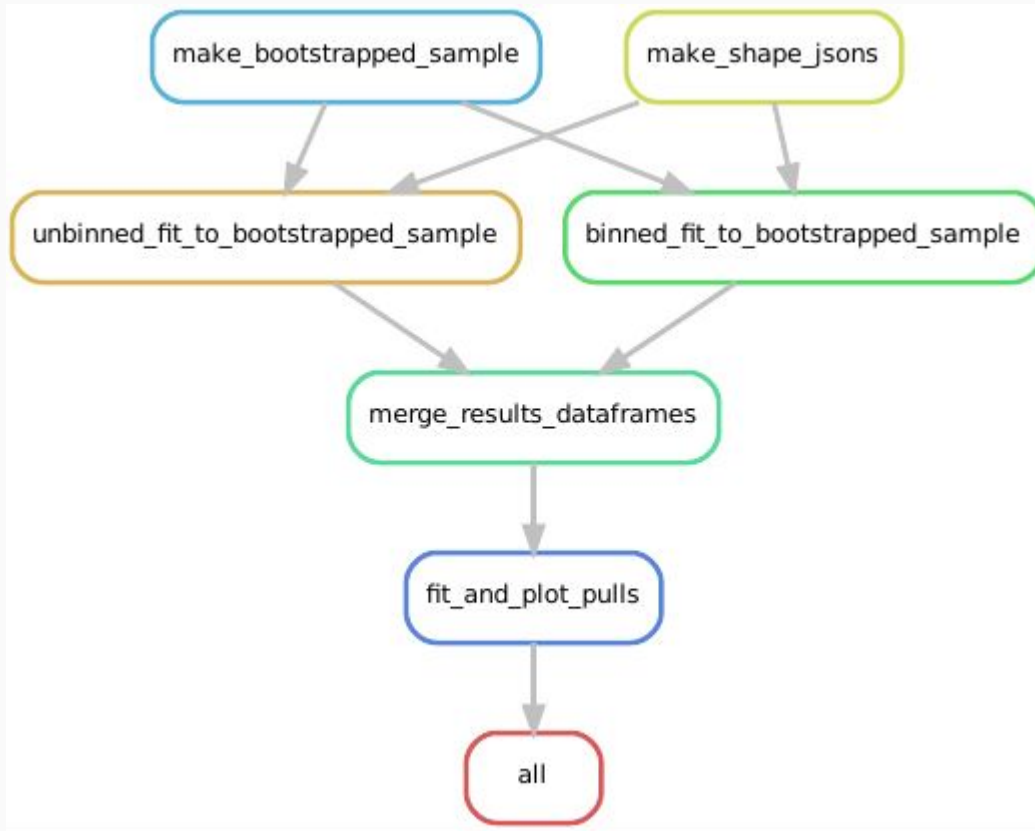 make_bootstrapped_sample
make_shape_jsons
unbinned_fit_to_bootstrapped_sample
binned_fit_to_bootstrapped_sample
merge_results_dataframes
fit_and_plot_pulls
all